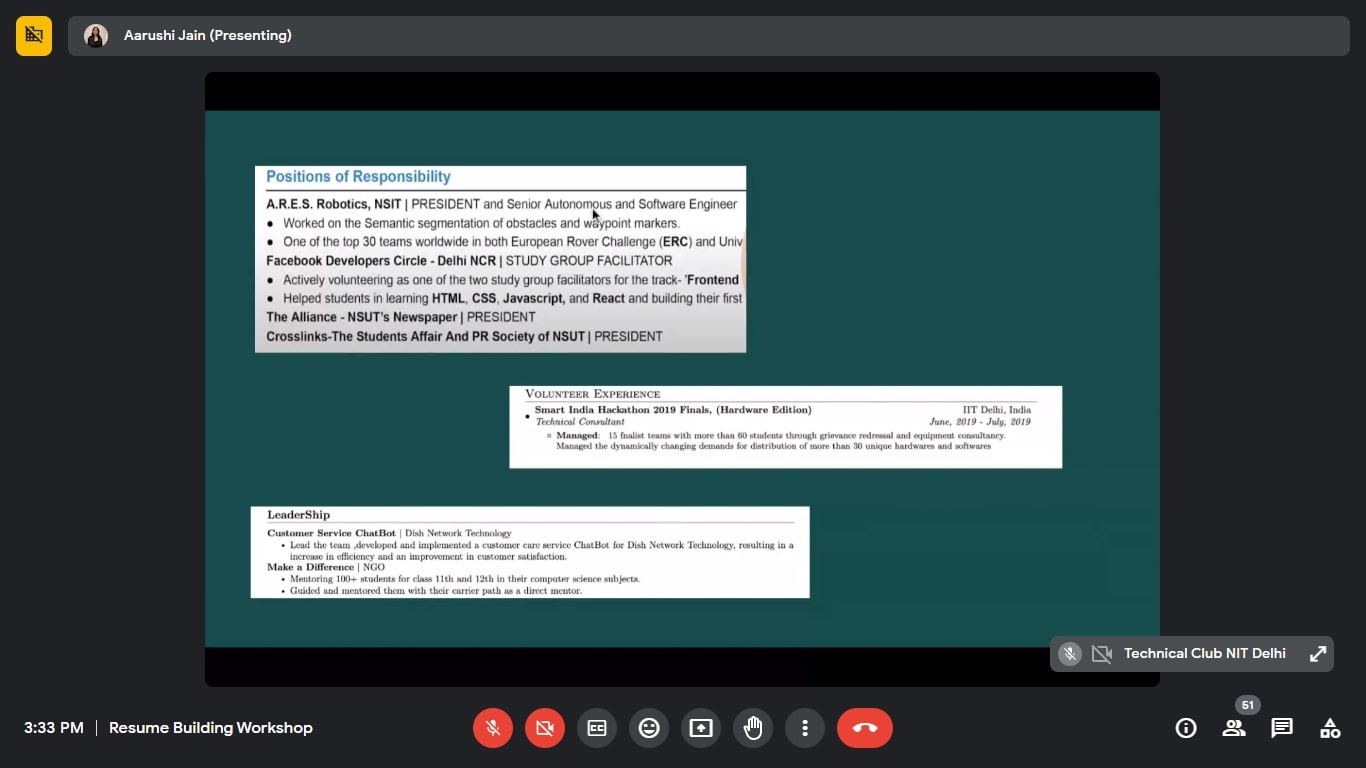 Aarushi Jain (Presenting)
Positions of Responsibility
A.R.E.S. Robotics, NSIT | PRESIDENT and Senior Autonomous and Software Engineer
● Worked on the Semantic segmentation of obstacles and waypoint markers.
● One of the top 30 teams worldwide in both European Rover Challenge (ERC) and Univ
Facebook Developers Circle - Delhi NCR | STUDY GROUP FACILITATOR
● Actively volunteering as one of the two study group facilitators for the track- 'Frontend
● Helped students in learning HTML, CSS, Javascript, and React and building their first
The Alliance - NSUT's Newspaper | PRESIDENT
Crosslinks-The Students Affair And PR Society of NSUT | PRESIDENT
VOLUNTEER EXPERIENCE
• Smart India Hackathon 2019 Finals, (Hardware Edition) IIT Delhi, India
Technical Consultant June, 2019 - July, 2019
○ Managed: 15 fnalist teams with more than 60 students through grievance redressal and equipment consultancy.
Managed the dynamically changing demands for distribution of more than 30 unique hardwares and softwares
LeaderShip
Customer Service ChatBot | Dish Network Technology
• Lead the team ,developed and implemented a customer care service ChatBot for Dish Network Technology, resulting in a
increase in efficiency and an improvement in customer satisfaction.
Make a Difference | NGO
• Mentoring 100+ students for class 11th and 12th in their computer science subjects.
• Guided and mentored them with their carrier path as a direct mentor.
Technical Club NIT Delhi
51
3:33 PM | Resume Building Workshop
CC